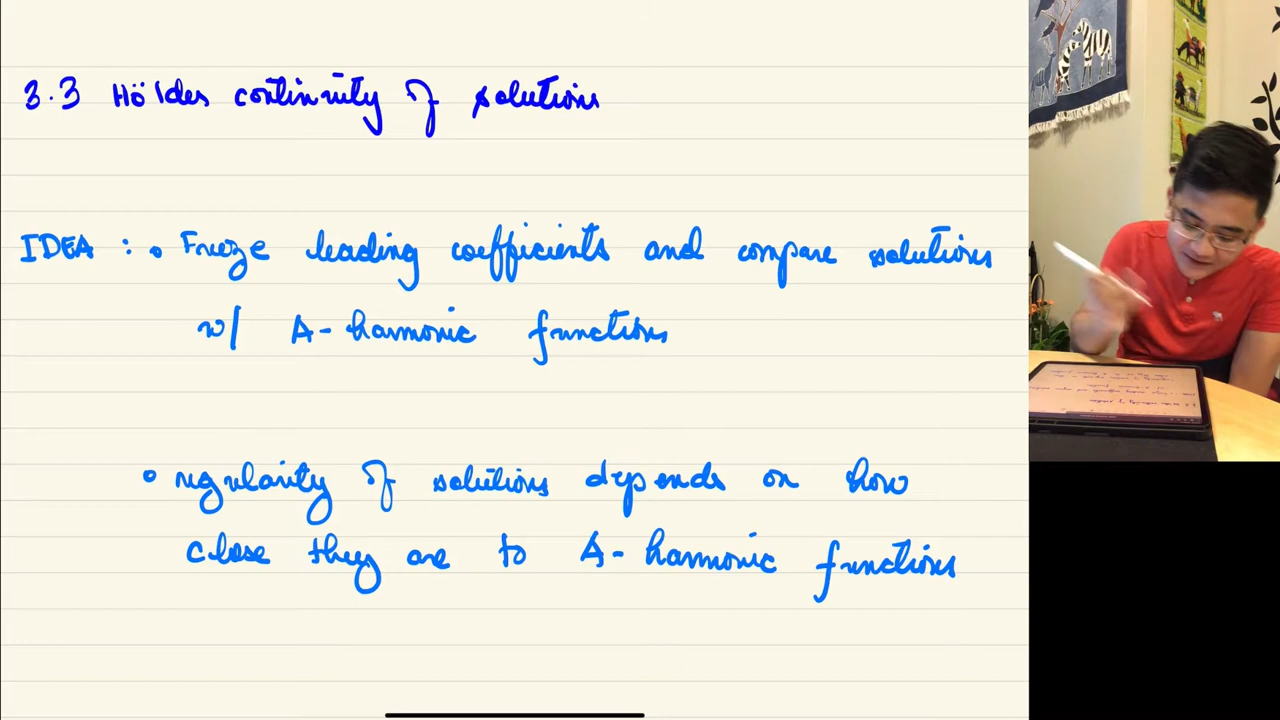 3.3 Hölder continuity of solutions
IDEA : • Freeze leading coefficients and compare solutions
w/ A-harmonic functions
• regularity of solutions depends on how
close they are to A-harmonic functions